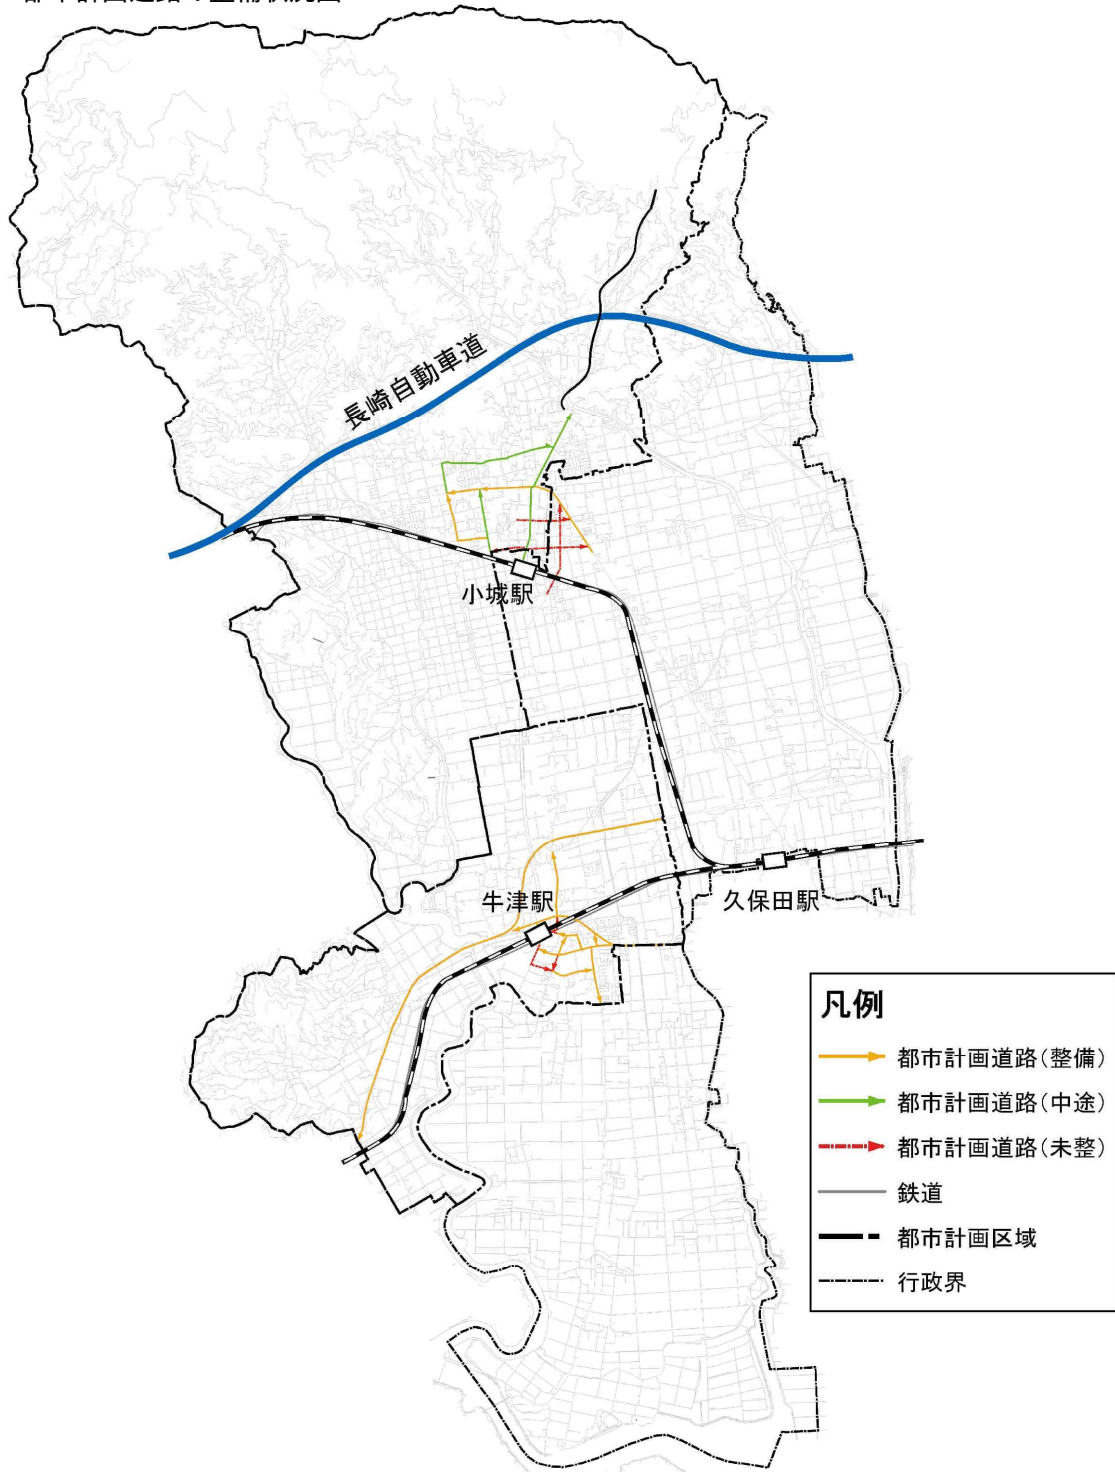 長崎自動車道
小城駅
牛津駅
久保田駅
凡例
都市計画道路(整備)
都市計画道路(中途)
都市計画道路(未整)
鉄道
都市計画区域
行政界